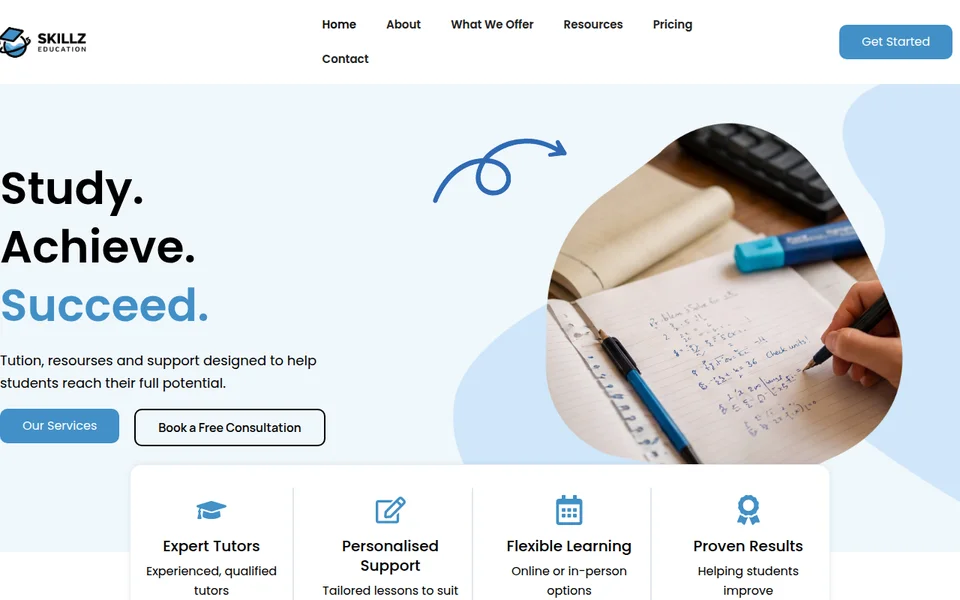 SKILLZ
EDUCATION
Home About What We Offer Resources Pricing
Contact
Get Started
Study.
Achieve.
Succeed.
Tution, resourses and support designed to help
students reach their full potential.
Our Services
Book a Free Consultation
Check units!
Expert Tutors
Experienced, qualified
tutors
Personalised
Support
Tailored lessons to suit
Flexible Learning
Online or in-person
options
Proven Results
Helping students
improve